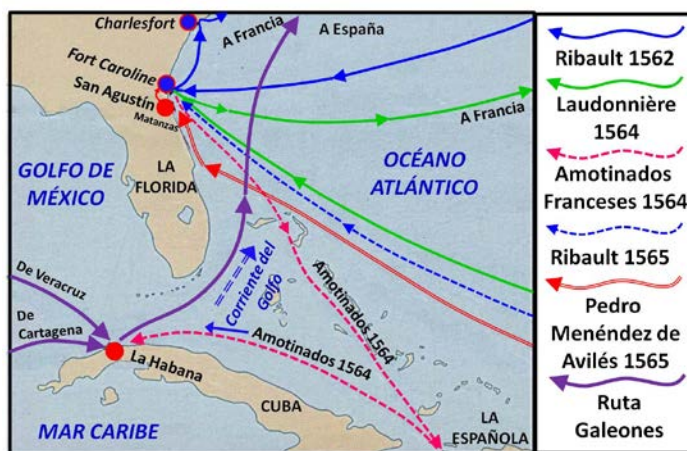 Charlesfort
A Francia
A España
Fort Caroline
San Agustín
Matanzas
A Francia
GOLFO DE
MÉXICO
LA
FLORIDA
OCÉANO
ATLÁNTICO
De Veracruz
De
Cartagena
Corriente del
Golfo
Amotinados 1564
Amotinados 1564
La Habana
CUBA
LA
ESPAÑOLA
MAR CARIBE
Ribault 1562
Laudonnière
1564
Amotinados
Franceses 1564
Ribault 1565
Pedro
Menéndez de
Avilés 1565
Ruta
Galeones